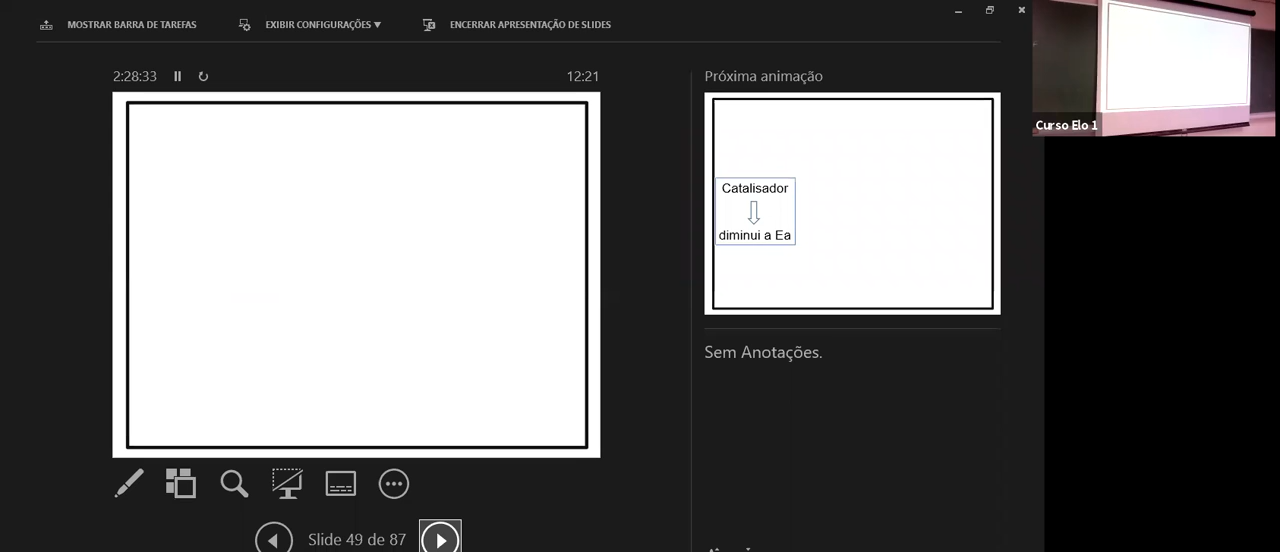 MOSTRAR BARRA DE TAREFAS
EXIBIR CONFIGURAÇÕES
ENCERRAR APRESENTAÇÃO DE SLIDES
2:28:33
12:21
Próxima animação
Catalisador
diminui a Ea
Sem Anotações.
Slide 49 de 87
Curso Elo 1